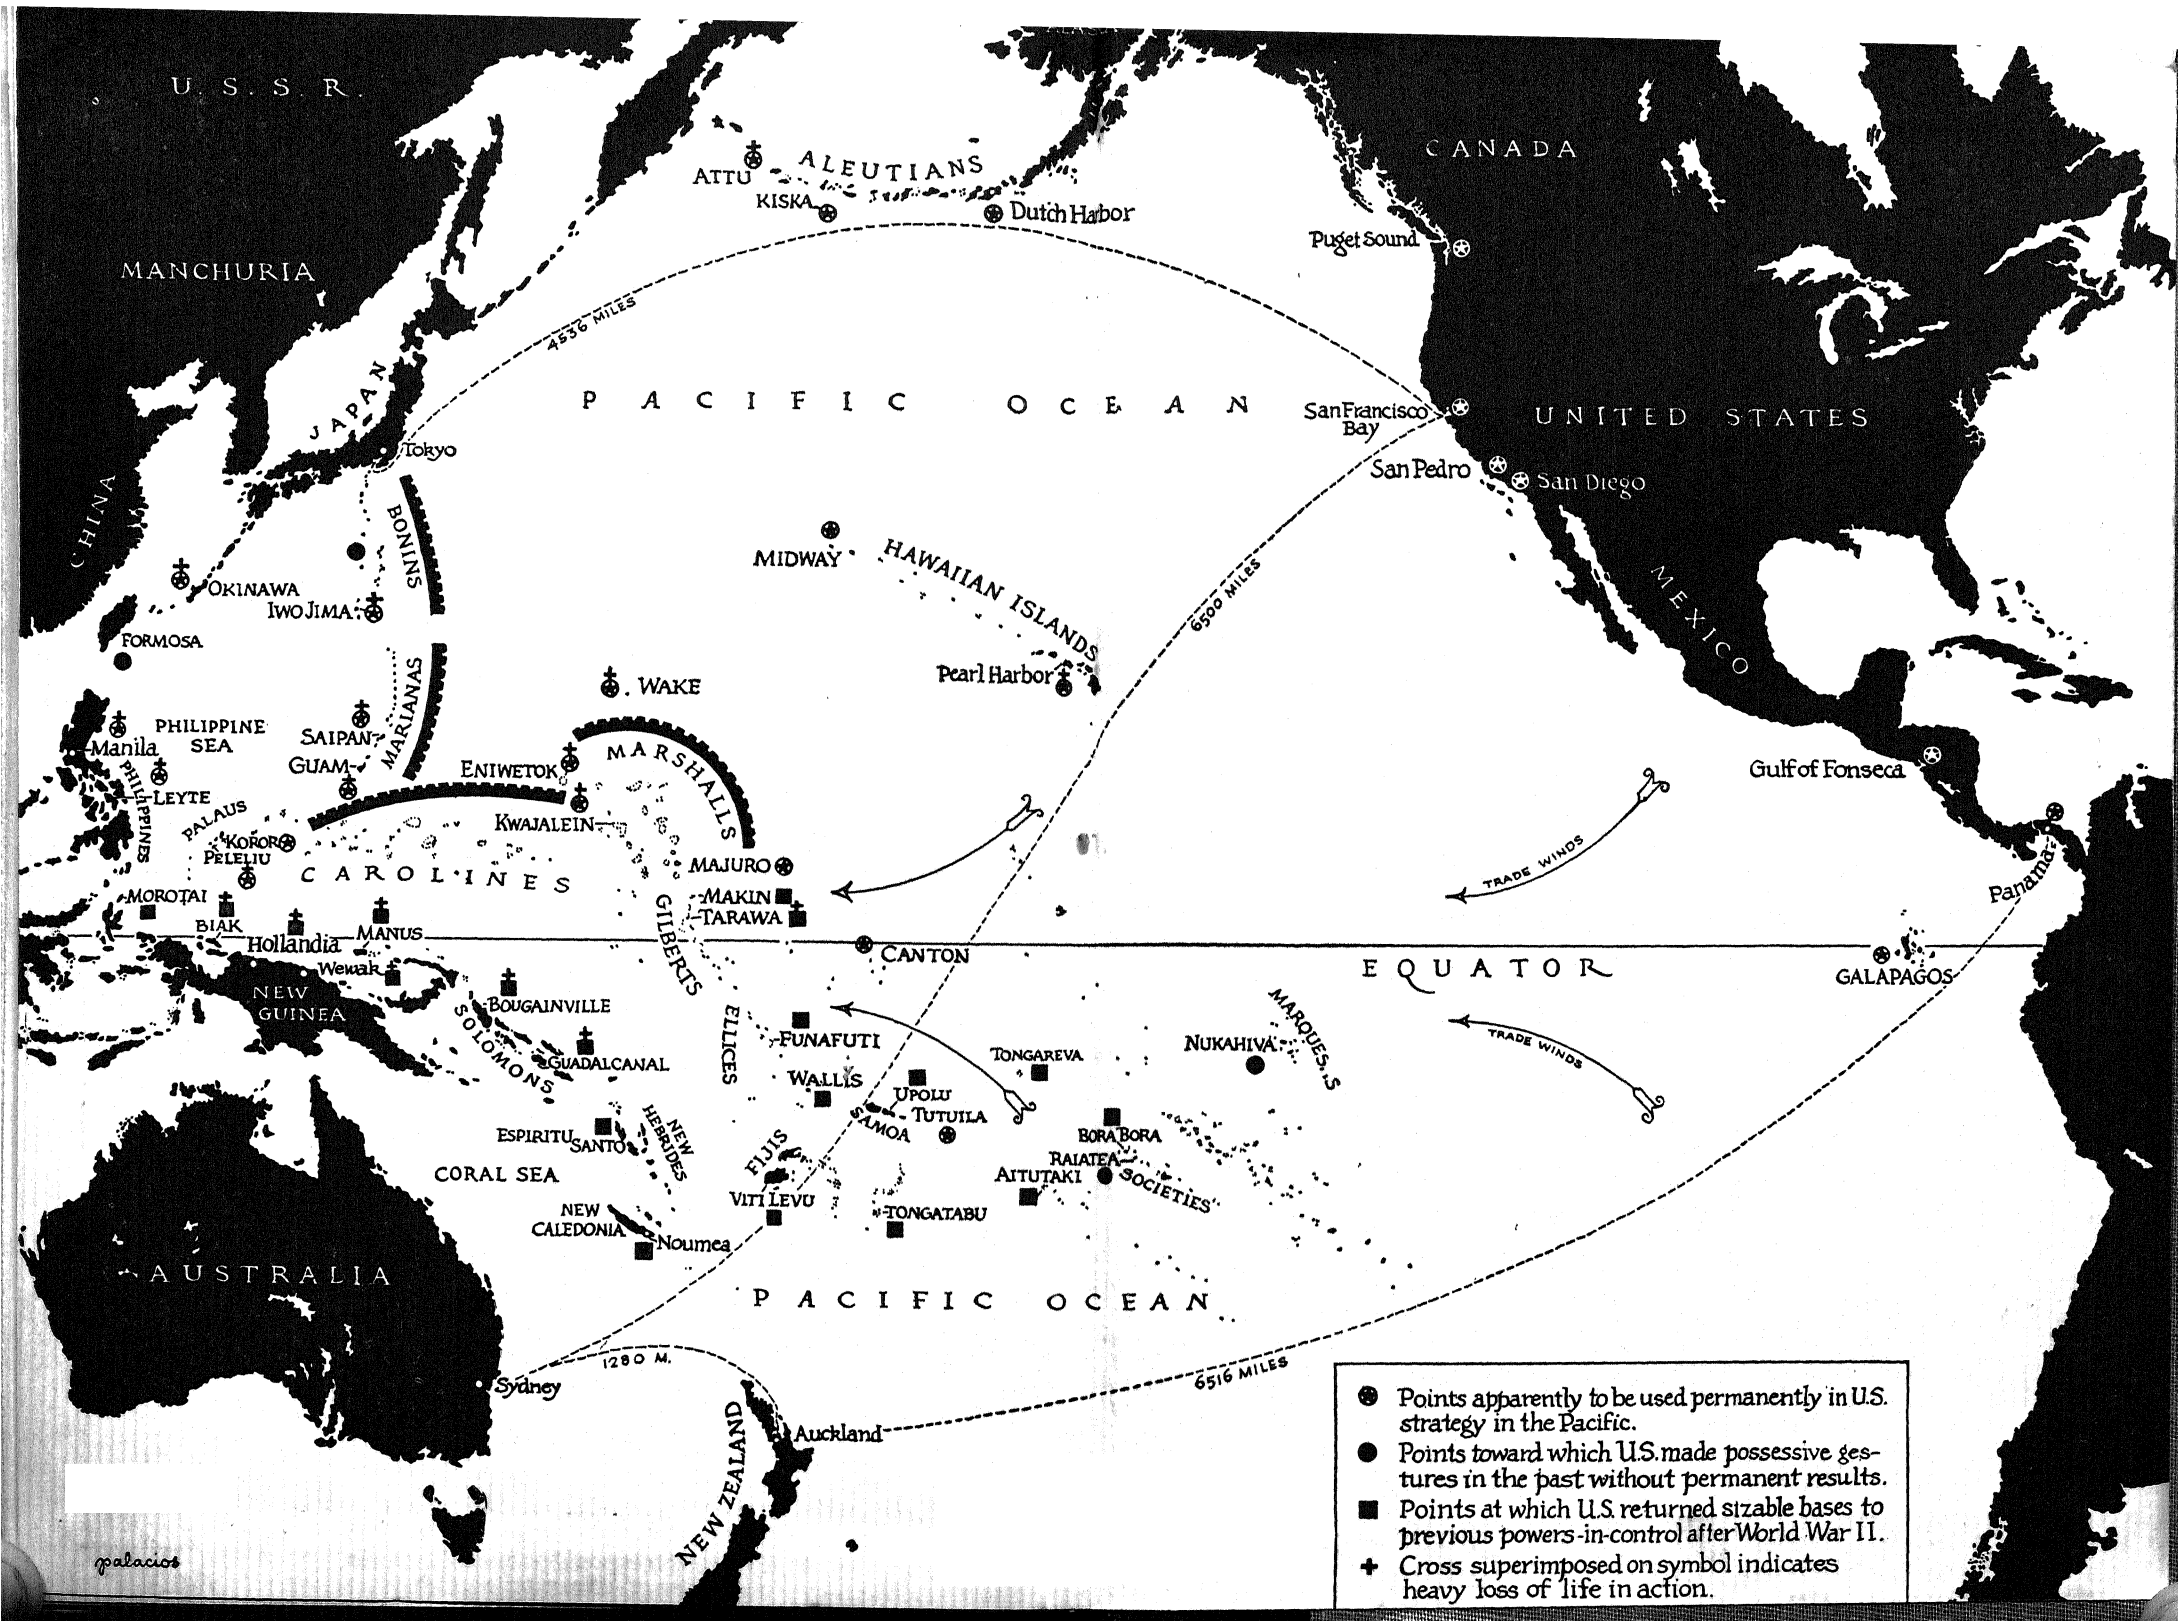 U. S. S. R.
CANADA
ALEUTIANS
ATTU
KISKA
Dutch Harbor
Puget Sound
MANCHURIA
4536 MILES
JAPAN
PACIFIC OCEAN
San Francisco
Bay
UNITED STATES
Tokyo
San Pedro
San Diego
CHINA
BONINS
MIDWAY
HAWAIIAN ISLANDS
6500 MILES
MEXICO
OKINAWA
IWO JIMA
FORMOSA
Pearl Harbor
WAKE
MARIANAS
PHILIPPINE
SEA
Manila
SAIPAN
GUAM
ENIWETOK
MARSHALLS
Gulf of Fonseca
PHILIPPINES
LEYTE
PALAUS
KWAJALEIN
KOROR
PELELIU
CAROLINES
MAJURO
TRADE WINDS
Panama
MOROTAI
MAKIN
TARAWA
BIAK
Hollandia
MANUS
GILBERTS
CANTON
EQUATOR
GALAPAGOS
Wewak
NEW
GUINEA
BOUGAINVILLE
SOLOMONS
GUADALCANAL
ELLICES
FUNAFUTI
TONGAREVA
NUKAHIVA
MARQUES S
TRADE WINDS
WALLIS
UPOLU
TUTUILA
SAMOA
ESPIRITU
SANTO
NEW
HEBRIDES
BORA BORA
RAIATEA
AITUTAKI
SOCIETIES
CORAL SEA
FIJIS
VITI LEVU
TONGATABU
NEW
CALEDONIA
Noumea
AUSTRALIA
PACIFIC OCEAN
1280 M.
6516 MILES
Sydney
Auckland
NEW ZEALAND
Points apparently to be used permanently in U.S.
strategy in the Pacific.
Points toward which U.S. made possessive ges-
tures in the past without permanent results.
Points at which U.S. returned sizable bases to
previous powers-in-control after World War II.
Cross superimposed on symbol indicates
heavy loss of life in action.
palacios